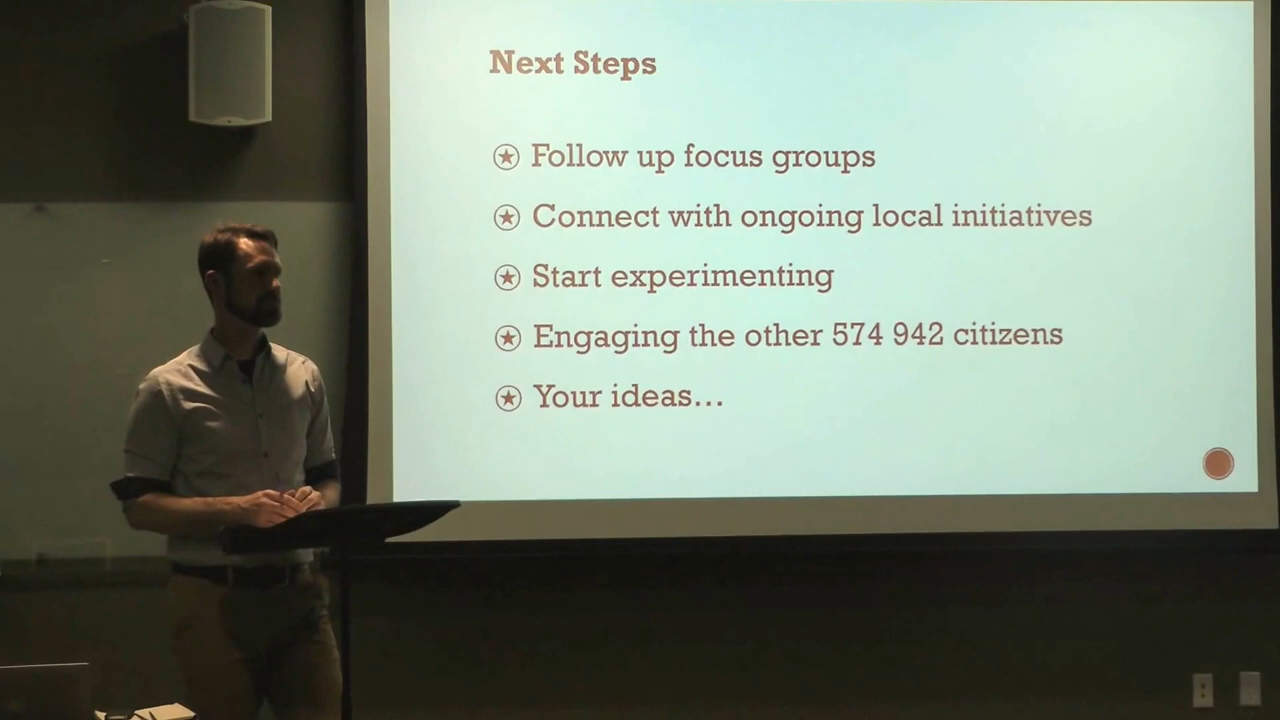 Next Steps
Follow up focus groups
Connect with ongoing local initiatives
Start experimenting
Engaging the other 574 942 citizens
Your ideas…